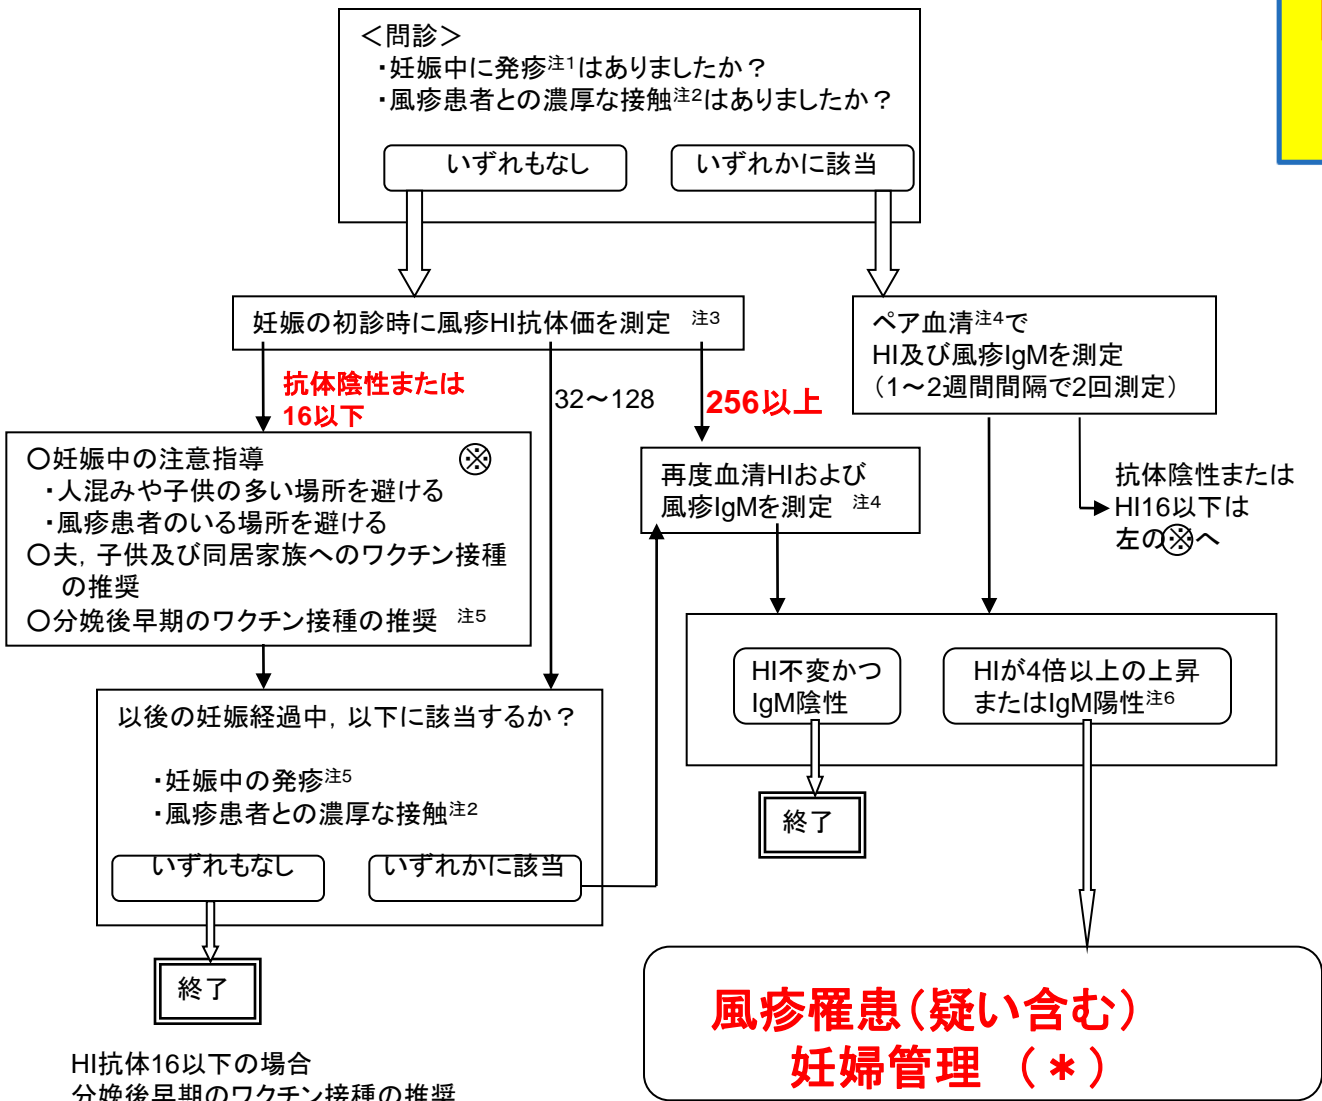 ＜問診＞
・妊娠中に発疹注1はありましたか？
・風疹患者との濃厚な接触注2はありましたか？
いずれもなし
いずれかに該当
妊娠の初診時に風疹HI抗体価を測定 注3
ペア血清注4で
HI及び風疹IgMを測定
（1～2週間間隔で2回測定）
抗体陰性または
16以下
32～128
256以上
○妊娠中の注意指導 ※
・人混みや子供の多い場所を避ける
・風疹患者のいる場所を避ける
○夫，子供及び同居家族へのワクチン接種
の推奨
○分娩後早期のワクチン接種の推奨 注5
再度血清HIおよび
風疹IgMを測定 注4
抗体陰性または
HI16以下は
左の※へ
HI不変かつ
IgM陰性
HIが4倍以上の上昇
またはIgM陽性注6
以後の妊娠経過中，以下に該当するか？
・妊娠中の発疹注5
・風疹患者との濃厚な接触注2
いずれもなし
いずれかに該当
終了
終了
風疹罹患（疑い含む）
妊婦管理 （＊）
HI抗体16以下の場合
分娩後早期のワクチン接種の推奨